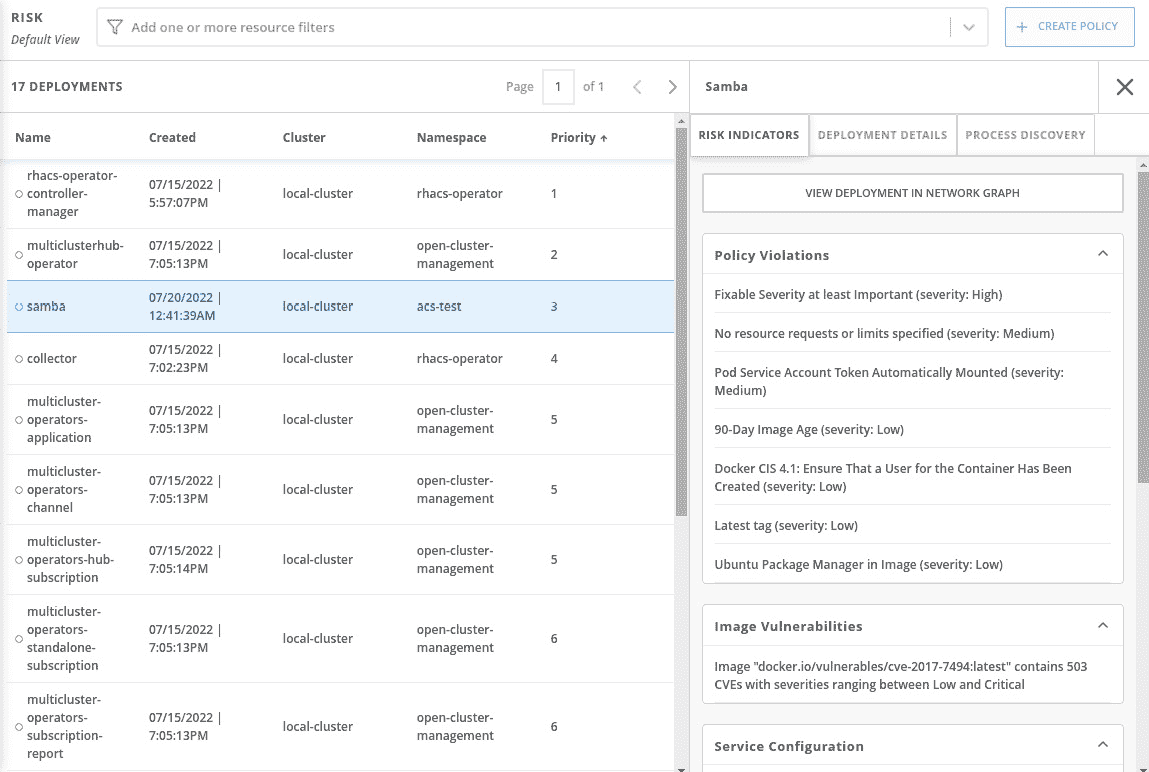 RISK
Default View
Add one or more resource filters
+ CREATE POLICY
17 DEPLOYMENTS
Page 1 of 1
Name Created Cluster Namespace Priority
rhacs-operator-
controller-
manager
07/15/2022 |
5:57:07PM
local-cluster
rhacs-operator
1
multiclusterhub-
operator
07/15/2022 |
7:05:13PM
local-cluster
open-cluster-
management
2
samba
07/20/2022 |
12:41:39AM
local-cluster
acs-test
3
collector
07/15/2022 |
7:02:23PM
local-cluster
rhacs-operator
4
multicluster-
operators-
application
07/15/2022 |
7:05:13PM
local-cluster
open-cluster-
management
5
multicluster-
operators-
channel
07/15/2022 |
7:05:13PM
local-cluster
open-cluster-
management
5
multicluster-
operators-hub-
subscription
07/15/2022 |
7:05:14PM
local-cluster
open-cluster-
management
5
multicluster-
operators-
standalone-
subscription
07/15/2022 |
7:05:13PM
local-cluster
open-cluster-
management
6
multicluster-
operators-
subscription-
report
07/15/2022 |
7:05:13PM
local-cluster
open-cluster-
management
6
Samba
RISK INDICATORS DEPLOYMENT DETAILS PROCESS DISCOVERY
VIEW DEPLOYMENT IN NETWORK GRAPH
Policy Violations
Fixable Severity at least Important (severity: High)
No resource requests or limits specified (severity: Medium)
Pod Service Account Token Automatically Mounted (severity:
Medium)
90-Day Image Age (severity: Low)
Docker CIS 4.1: Ensure That a User for the Container Has Been
Created (severity: Low)
Latest tag (severity: Low)
Ubuntu Package Manager in Image (severity: Low)
Image Vulnerabilities
Image "docker.io/vulnerables/cve-2017-7494:latest" contains 503
CVEs with severities ranging between Low and Critical
Service Configuration